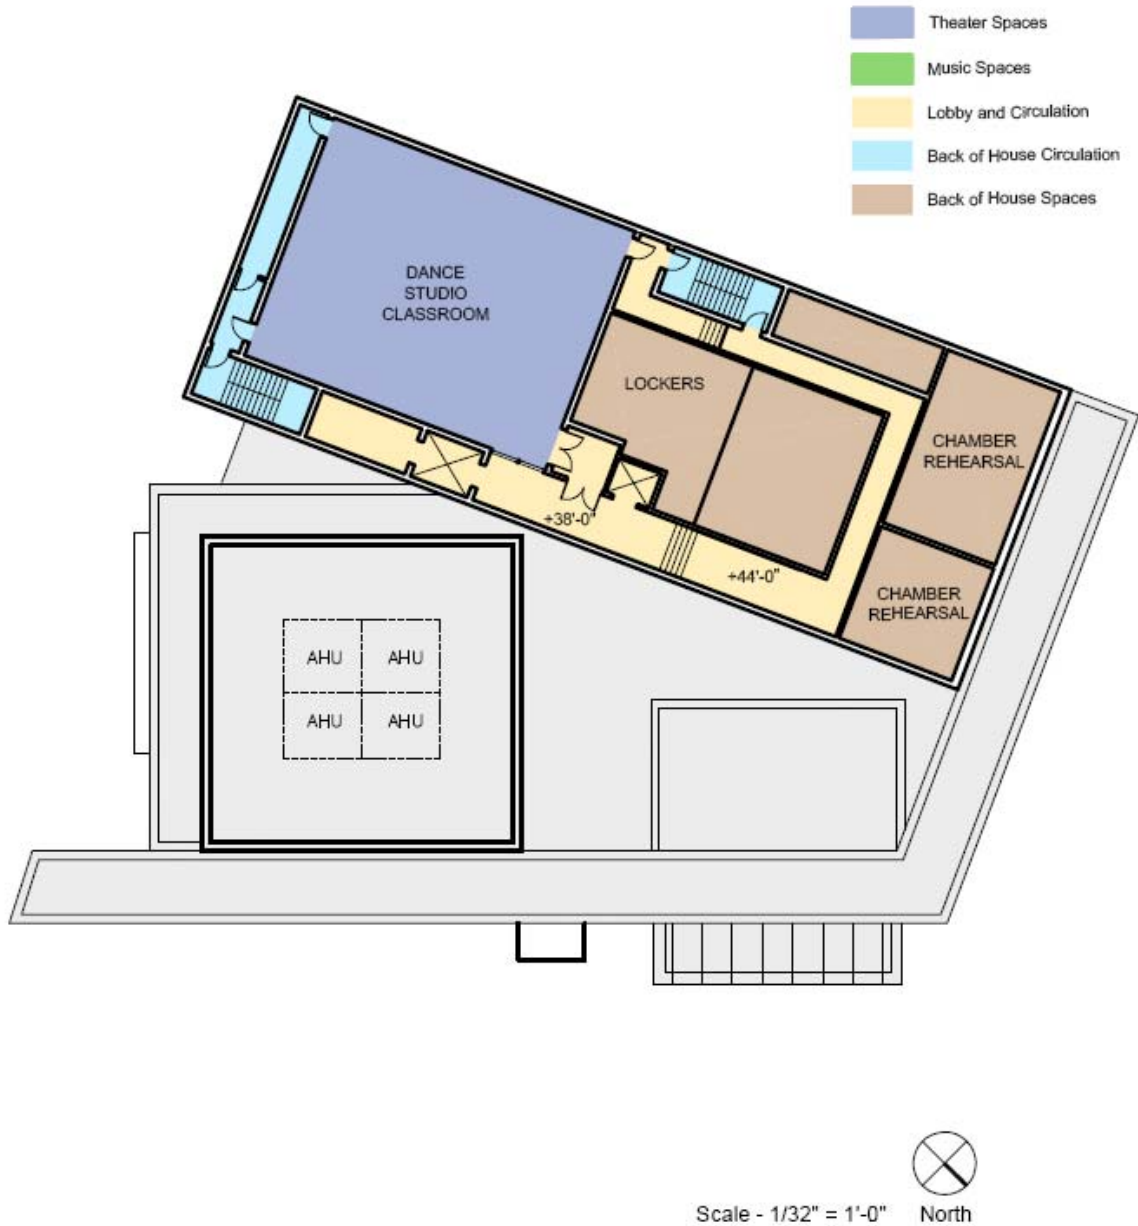 Theater Spaces
Music Spaces
Lobby and Circulation
Back of House Circulation
Back of House Spaces
DANCE
STUDIO
CLASSROOM
LOCKERS
CHAMBER
REHEARSAL
+38'-0"
+44'-0"
CHAMBER
REHEARSAL
AHU AHU
AHU AHU
Scale - 1/32" = 1'-0" North